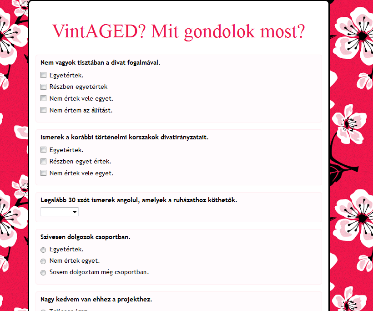 VintAGED? Mit gondolok most?
Nem vagyok tisztában a divat fogalmával.
Egyetértek.
Részben egyetértek
Nem értek vele egyet.
Nem értem az állítást.
Ismerek a korábbi történelmi korszakok divatirányzatait.
Egyetértek.
Részben egyet értek.
Nem értek vele egyet.
Legalább 30 szót ismerek angolul, amelyek a ruházathoz köthetők.
Szívesen dolgozok csoportban.
Egyetértek.
Nem értek egyet.
Sosem dolgoztam még csoportban.
Nagy kedvem van ehhez a projekthez.